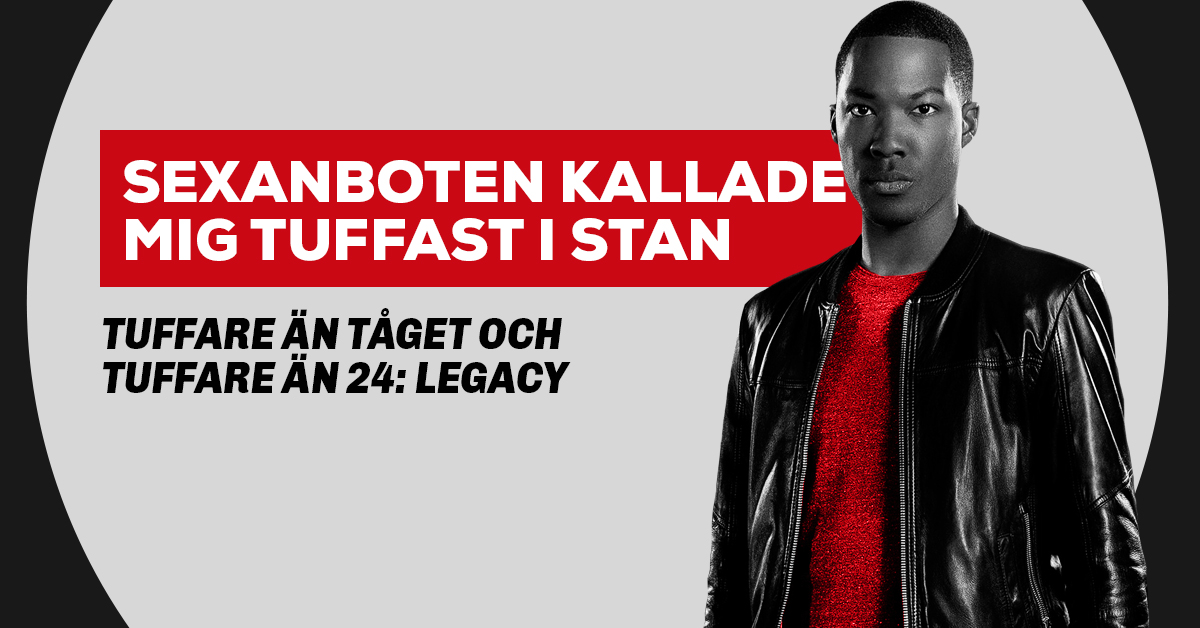 SEXANBOTEN KALLADE
MIG TUFFAST I STAN
TUFFARE ÄN TÅGET OCH
TUFFARE ÄN 24: LEGACY